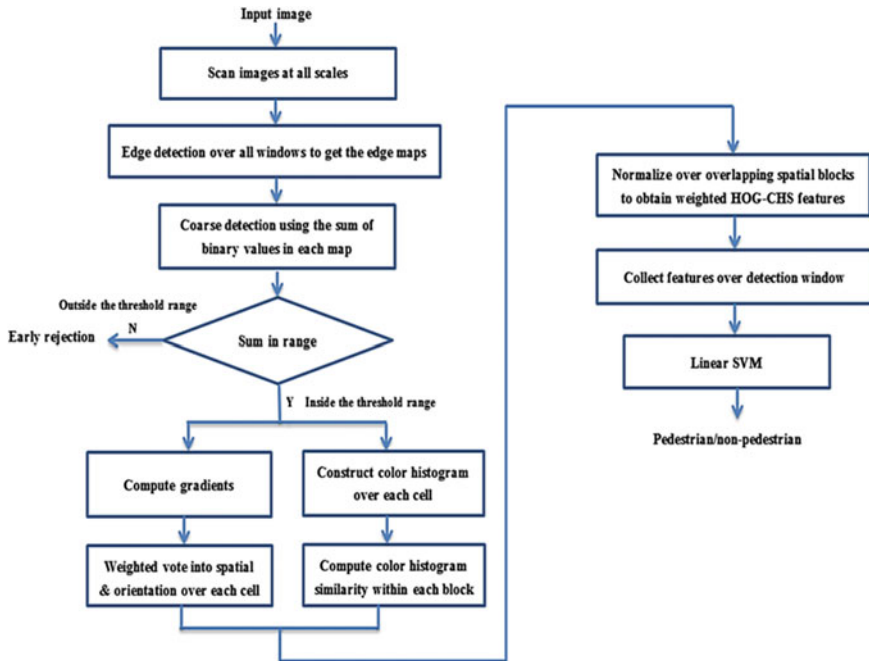 Input image
Scan images at all scales
Edge detection over all windows to get the edge maps
Coarse detection using the sum of
binary values in each map
Outside the threshold range
N
Early rejection
Sum in range
Y Inside the threshold range
Compute gradients
Construct color histogram
over each cell
Weighted vote into spatial
& orientation over each cell
Compute color histogram
similarity within each block
Normalize over overlapping spatial blocks
to obtain weighted HOG-CHS features
Collect features over detection window
Linear SVM
Pedestrian/non-pedestrian